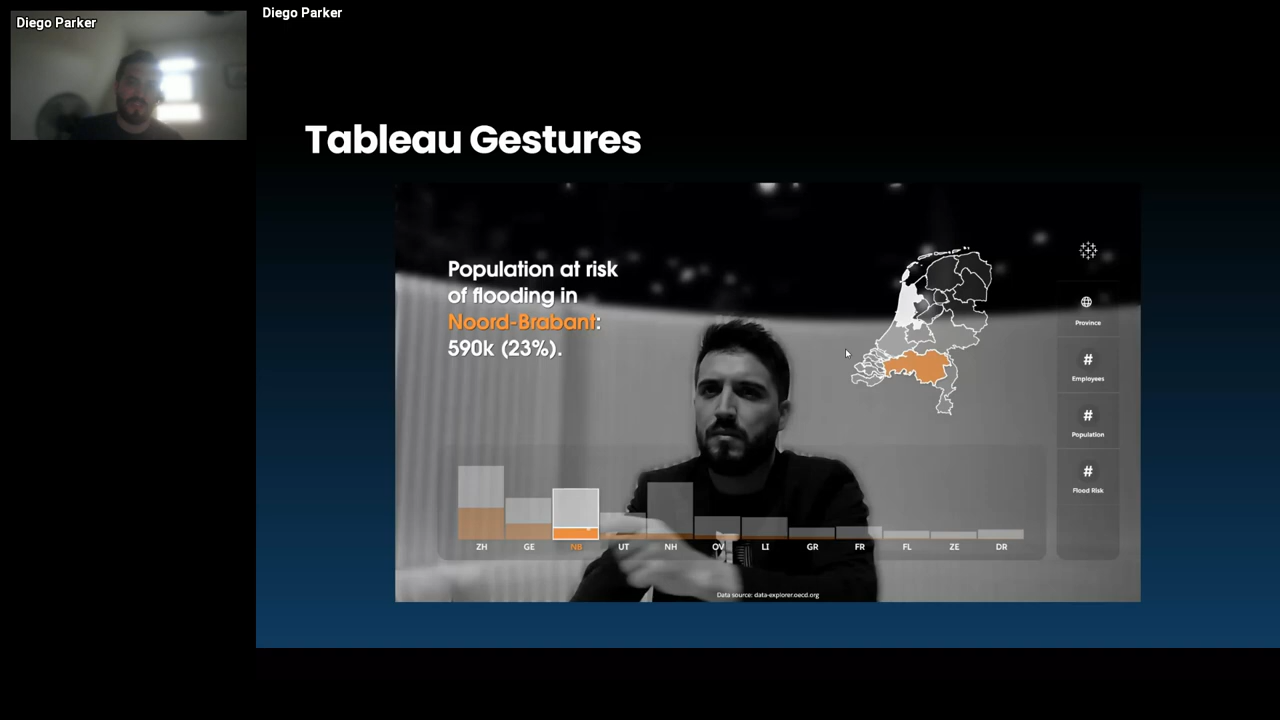 Diego Parker
Diego Parker
Tableau Gestures
Population at risk
of flooding in
Noord-Brabant:
590k (23%).
Province
#
Employees
#
Population
#
Flood Risk
ZH GE NB UT NH OV LI GR FR FL ZE DR
Data source: data-explorer.oecd.org